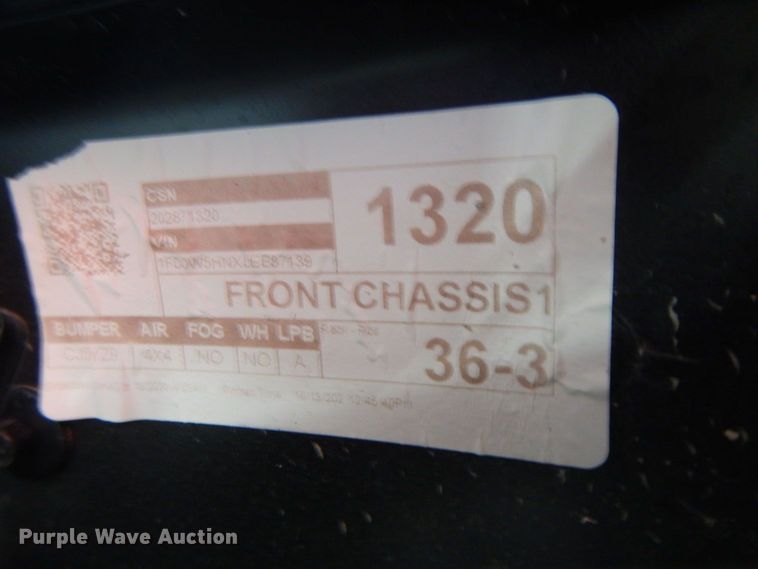 CSN
202871320
VIN
1320
FRONT CHASSIS1
BUMPER AIR FOG WH LPB
4X4 NO NO A
36-3
Purple Wave Auction®